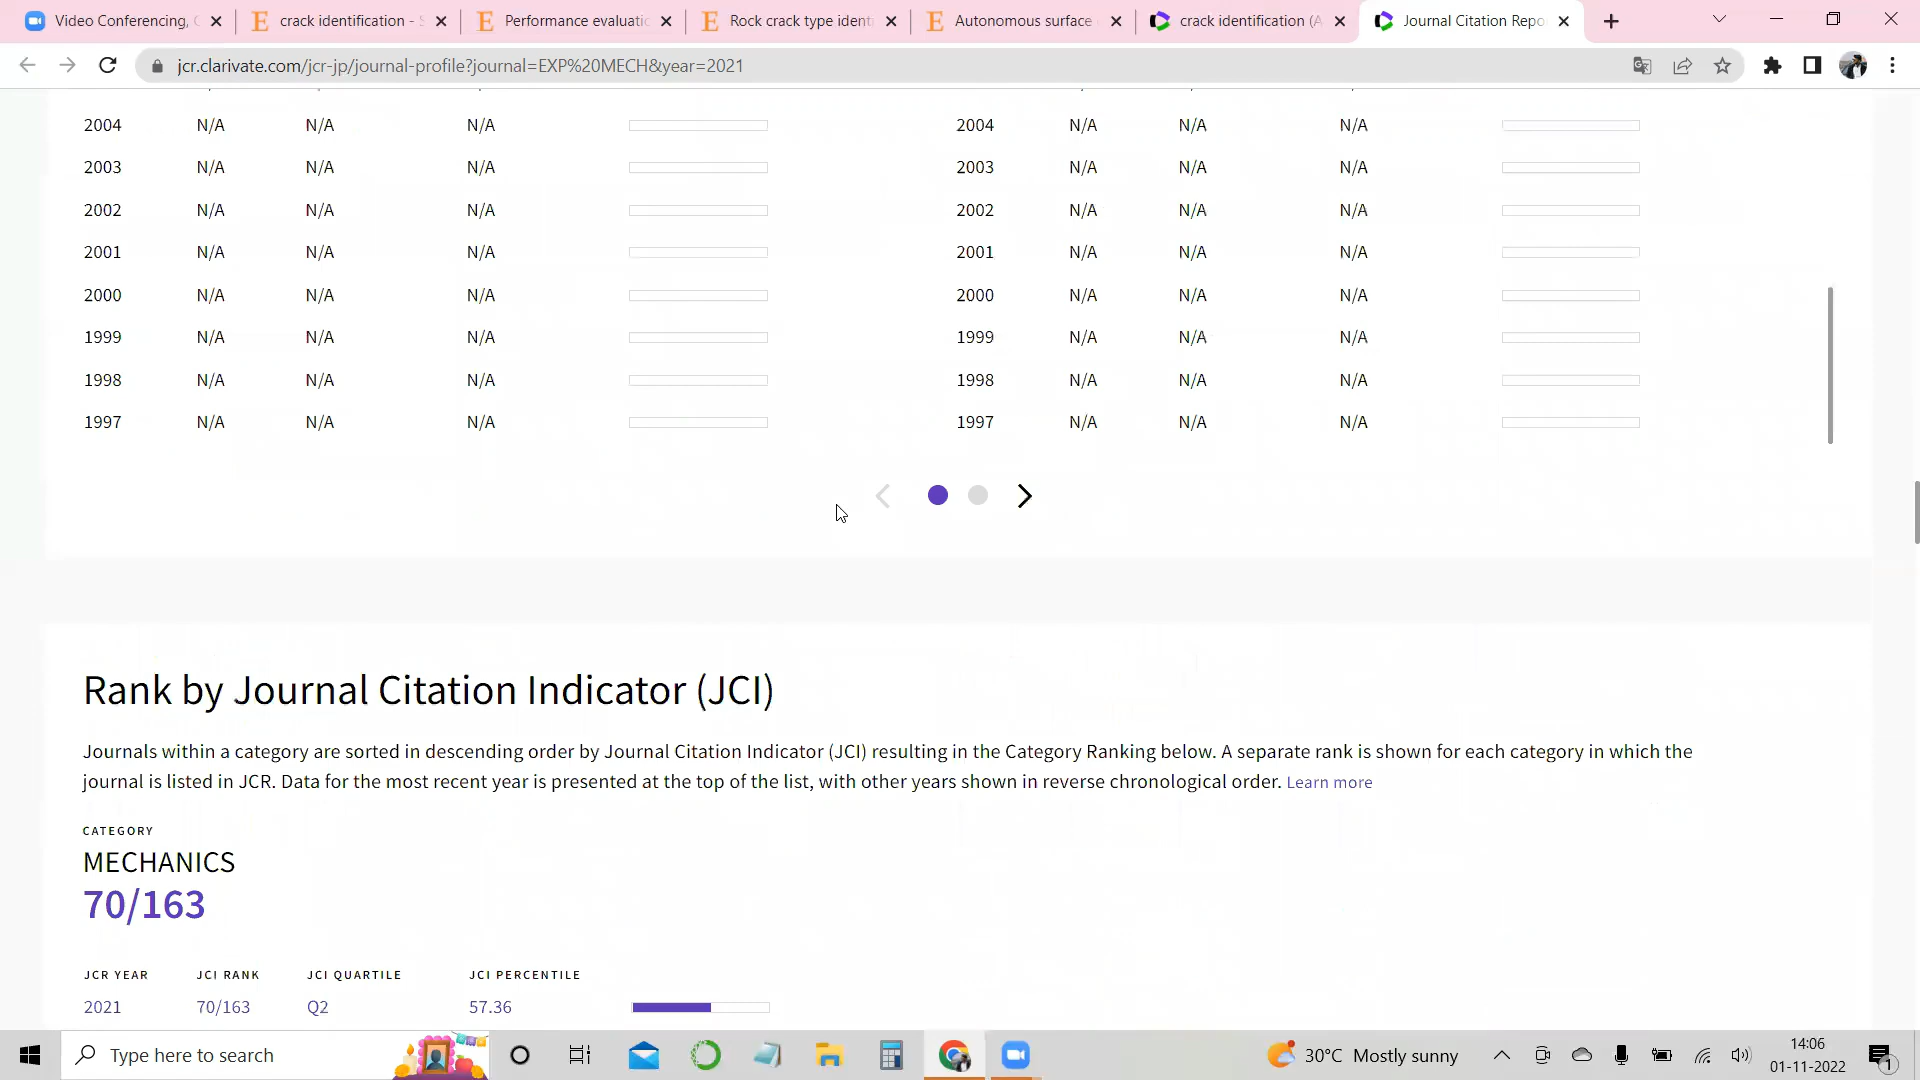 Video Conferencing, C
crack identification - S
Performance evaluatio
Rock crack type identi
Autonomous surface
crack identification (A
Journal Citation Repo
jcr.clarivate.com/jcr-jp/journal-profile?journal=EXP%20MECH&year=2021
2004 N/A N/A N/A 2004 N/A N/A N/A
2003 N/A N/A N/A 2003 N/A N/A N/A
2002 N/A N/A N/A 2002 N/A N/A N/A
2001 N/A N/A N/A 2001 N/A N/A N/A
2000 N/A N/A N/A 2000 N/A N/A N/A
1999 N/A N/A N/A 1999 N/A N/A N/A
1998 N/A N/A N/A 1998 N/A N/A N/A
1997 N/A N/A N/A 1997 N/A N/A N/A
Rank by Journal Citation Indicator (JCI)
Journals within a category are sorted in descending order by Journal Citation Indicator (JCI) resulting in the Category Ranking below. A separate rank is shown for each category in which the
journal is listed in JCR. Data for the most recent year is presented at the top of the list, with other years shown in reverse chronological order. Learn more
CATEGORY
MECHANICS
70/163
JCR YEAR JCI RANK JCI QUARTILE JCI PERCENTILE
2021 70/163 Q2 57.36
Type here to search
30°C Mostly sunny
14:06
01-11-2022
1